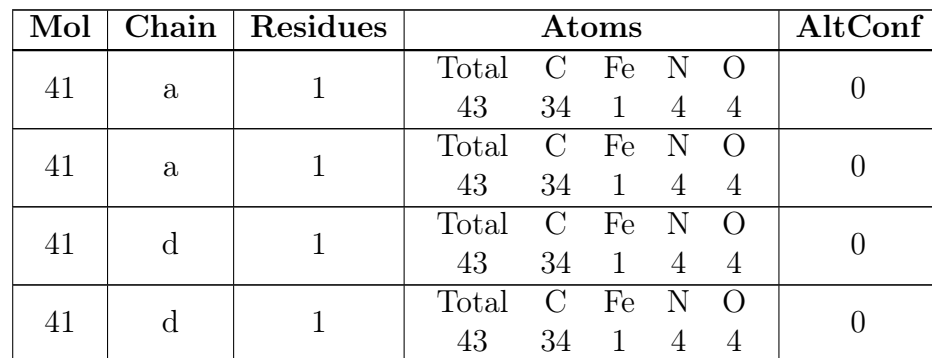 Mol Chain Residues Atoms AltConf
41 a 1 Total C Fe N O 0
43 34 1 4 4
41 a 1 Total C Fe N O 0
43 34 1 4 4
41 d 1 Total C Fe N O 0
43 34 1 4 4
41 d 1 Total C Fe N O 0
43 34 1 4 4